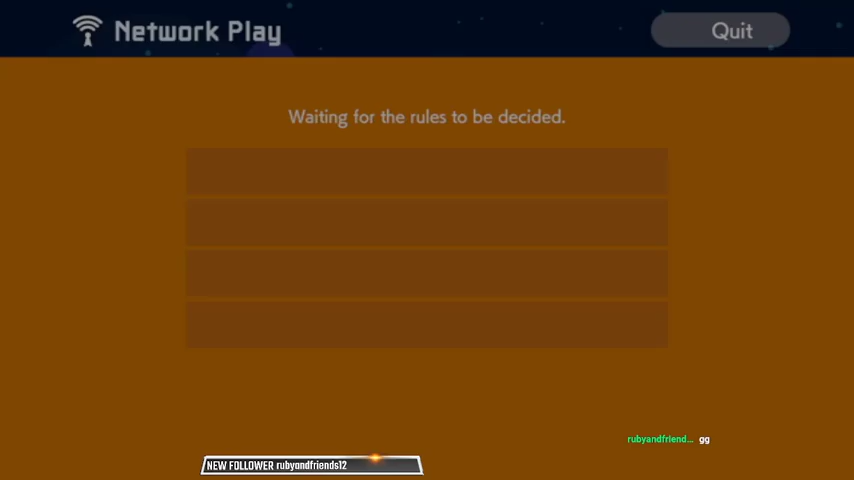 Network Play
Quit
Waiting for the rules to be decided.
rubyandfriend... gg
NEW FOLLOWER rubyandfriends12